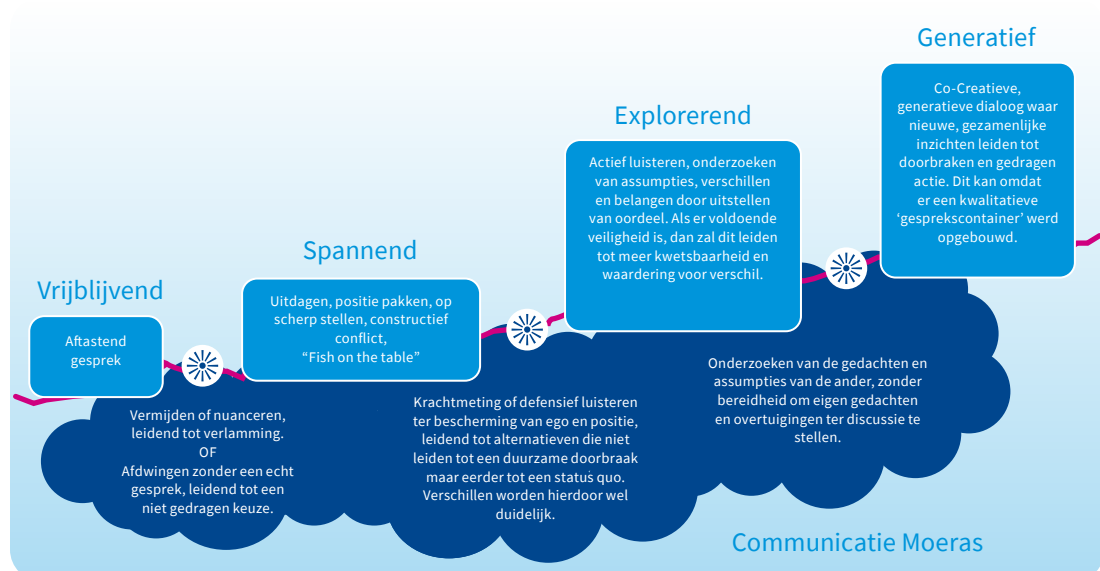 Vrijblijvend
Aftastend
gesprek
Spannend
Uitdagen, positie pakken, op
scherp stellen, constructief
conflict,
“Fish on the table”
Explorerend
Actief luisteren, onderzoeken
van assumpties, verschillen
en belangen door uitstellen
van oordeel. Als er voldoende
veiligheid is, dan zal dit leiden
tot meer kwetsbaarheid en
waardering voor verschil.
Generatief
Co-Creatieve,
generatieve dialoog waar
nieuwe, gezamenlijke
inzichten leiden tot
doorbraken en gedragen
actie. Dit kan omdat
er een kwalitatieve
‘gesprekscontainer’ werd
opgebouwd.
Vermijden of nuanceren,
leidend tot verlamming.
OF
Afdwingen zonder een echt
gesprek, leidend tot een
niet gedragen keuze.
Krachtmeting of defensief luisteren
ter bescherming van ego en positie,
leidend tot alternatieven die niet
leiden tot een duurzame doorbraak
maar eerder tot een status quo.
Verschillen worden hierdoor wel
duidelijk.
Onderzoeken van de gedachten en
assumpties van de ander, zonder
bereidheid om eigen gedachten
en overtuigingen ter discussie te
stellen.
Communicatie Moeras